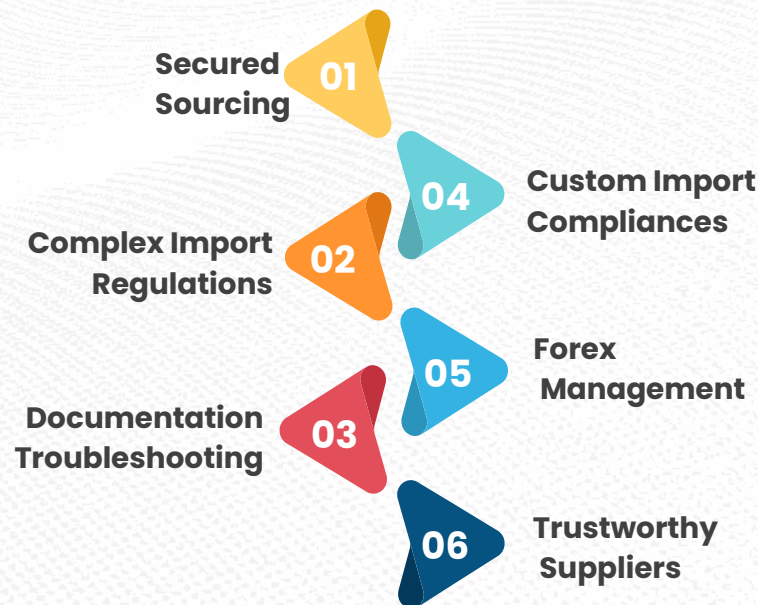 01
Secured
Sourcing
02
Complex Import
Regulations
03
Documentation
Troubleshooting
04
Custom Import
Compliances
05
Forex
Management
06
Trustworthy
Suppliers